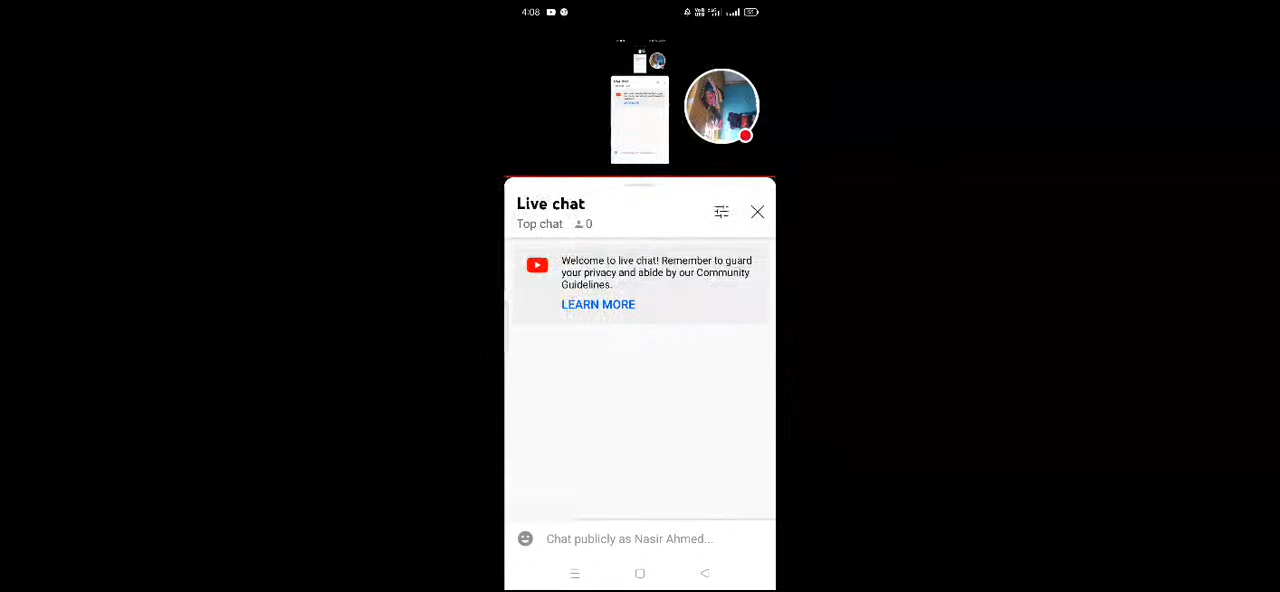 4:08
Live chat
Top chat 0
Welcome to live chat! Remember to guard
your privacy and abide by our Community
Guidelines.
LEARN MORE
Chat publicly as Nasir Ahmed...